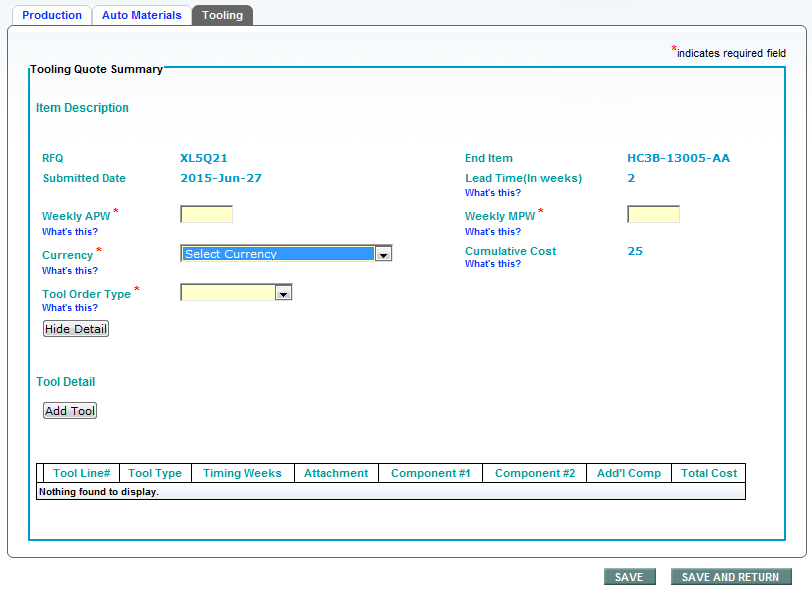 Production Auto Materials Tooling
*indicates required field
Tooling Quote Summary
Item Description
RFQ XL5Q21 End Item HC3B-13005-AA
Submitted Date 2015-Jun-27 Lead Time(In weeks) 2
What's this?
Weekly APW * Weekly MPW *
What's this? What's this?
Currency * Select Currency Cumulative Cost 25
What's this? What's this?
Tool Order Type *
What's this?
Hide Detail
Tool Detail
Add Tool
Tool Line# Tool Type Timing Weeks Attachment Component #1 Component #2 Add'l Comp Total Cost
Nothing found to display.
SAVE SAVE AND RETURN